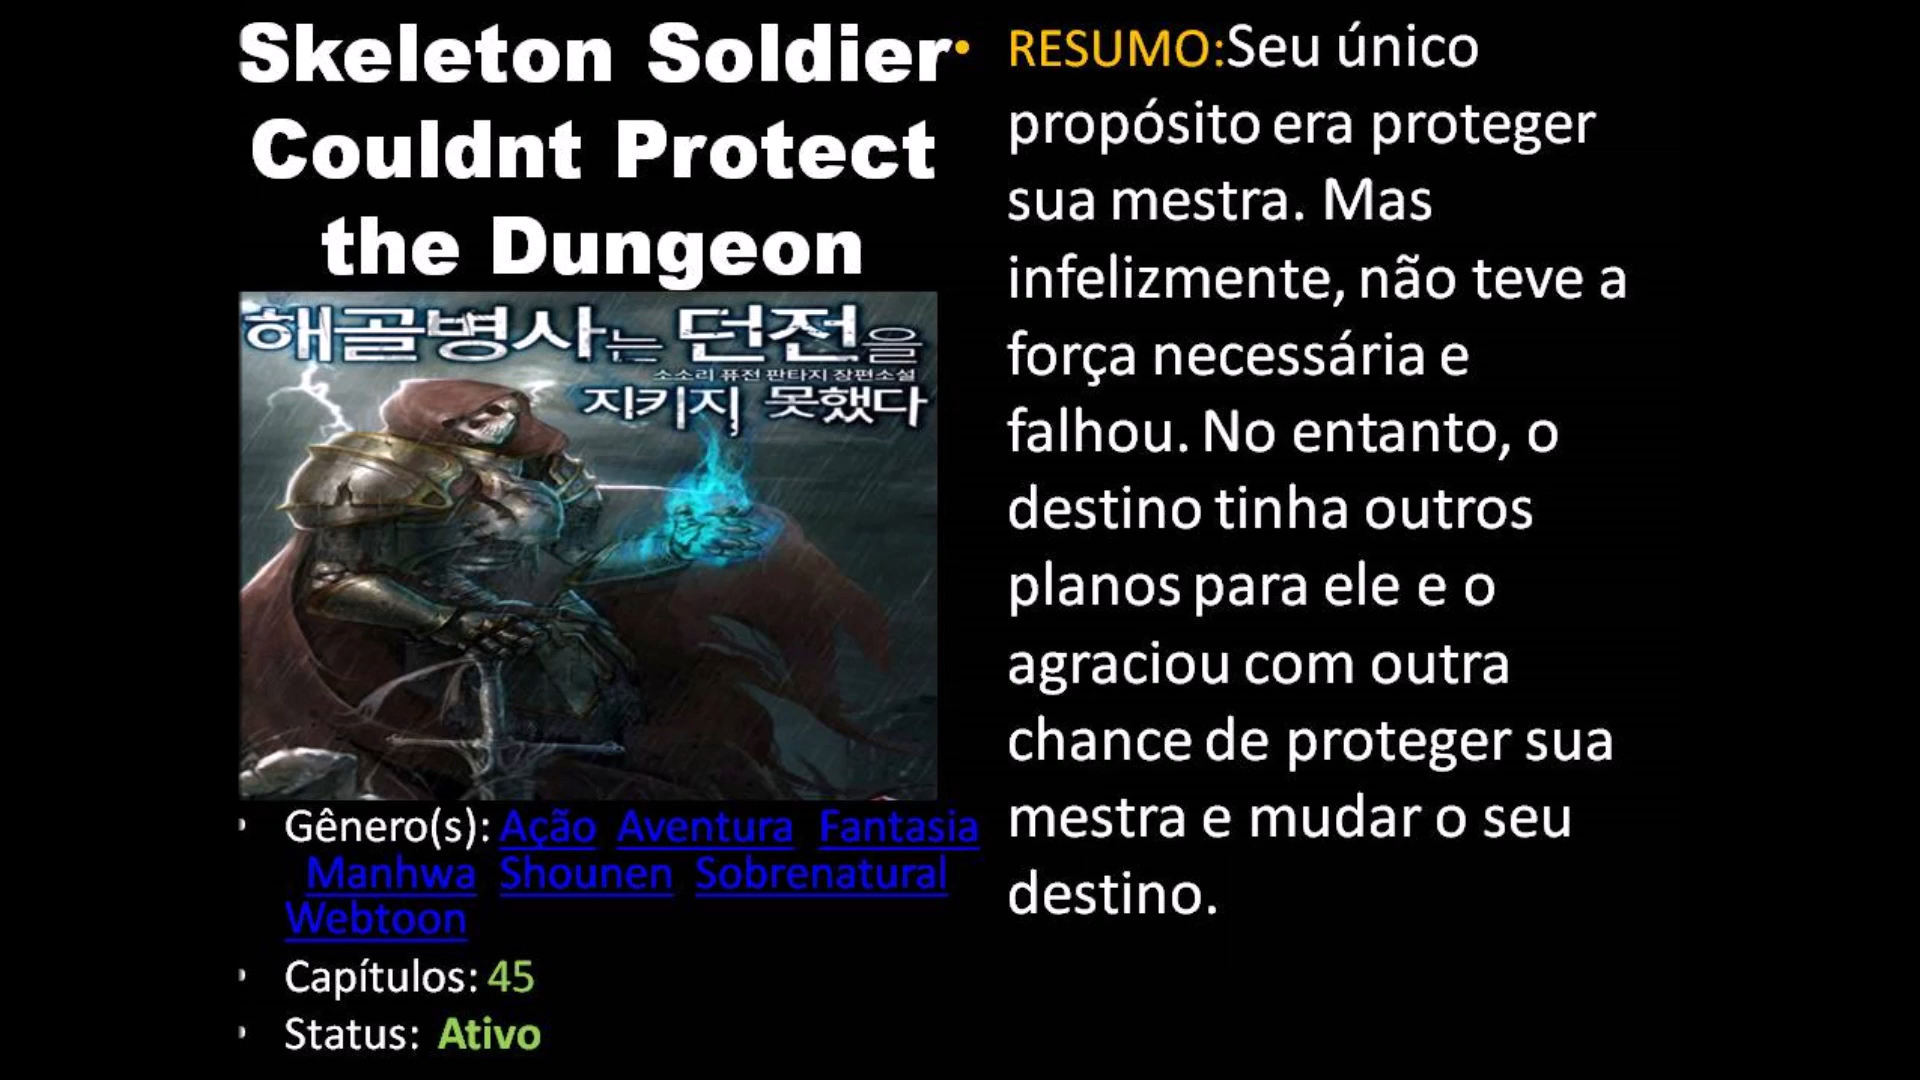 Skeleton Soldier
Couldnt Protect
the Dungeon
해골병사는 던전을
소소리 퓨전 판타지 장편소설
지키지 못했다
• Gênero(s): Ação Aventura Fantasia
Manhwa Shounen Sobrenatural
Webtoon
• Capítulos: 45
• Status: Ativo
• RESUMO:Seu único
propósito era proteger
sua mestra. Mas
infelizmente, não teve a
força necessária e
falhou. No entanto, o
destino tinha outros
planos para ele e o
agraciou com outra
chance de proteger sua
mestra e mudar o seu
destino.